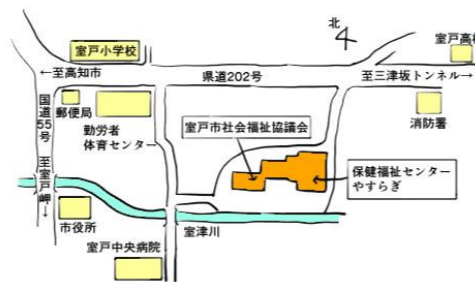 北
室戸小学校
室戸高校
←至高知市
県道202号
至三津坂トンネル→
国道55号
郵便局
勤労者
体育センター
消防署
室戸市社会福祉協議会
至室戸岬→
保健福祉センター
やすらぎ
市役所
室津川
室戸中央病院